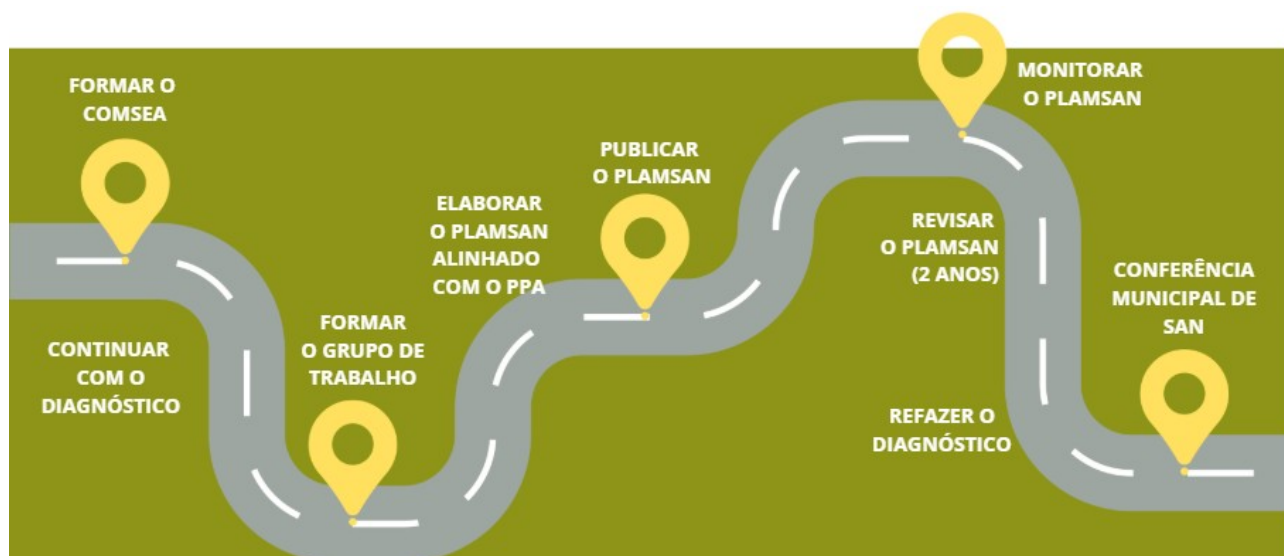 FORMAR O
COMSEA
CONTINUAR
COM O
DIAGNÓSTICO
FORMAR
O GRUPO DE
TRABALHO
ELABORAR
O PLAMSAN
ALINHADO
COM O PPA
PUBLICAR
O PLAMSAN
MONITORAR
O PLAMSAN
REVISAR
O PLAMSAN
(2 ANOS)
REFAZER O
DIAGNÓSTICO
CONFERÊNCIA
MUNICIPAL DE
SAN